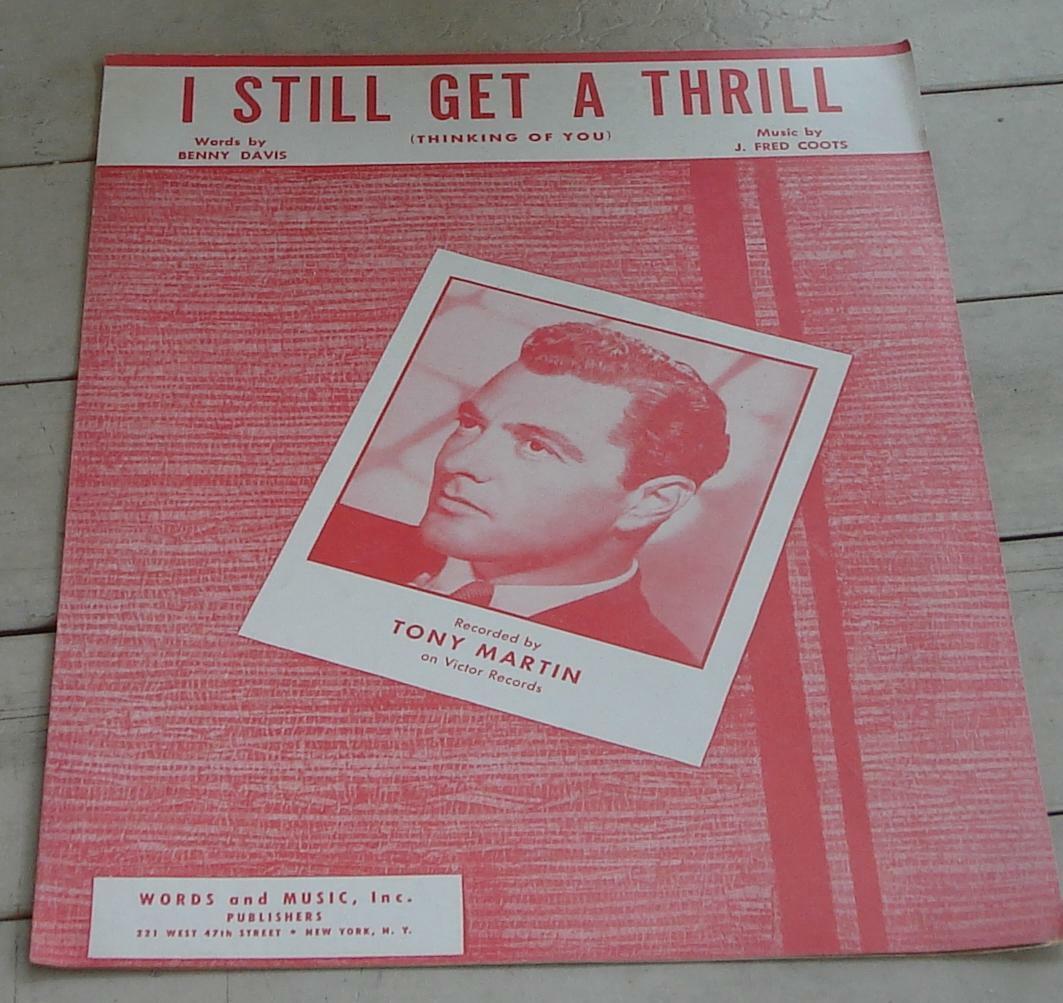 I STILL GET A THRILL
(THINKING OF YOU)
Words by
BENNY DAVIS
Music by
J. FRED COOTS
Recorded by
TONY MARTIN
on Victor Records
WORDS and MUSIC, Inc.
PUBLISHERS
221 WEST 47th STREET • NEW YORK, N. Y.